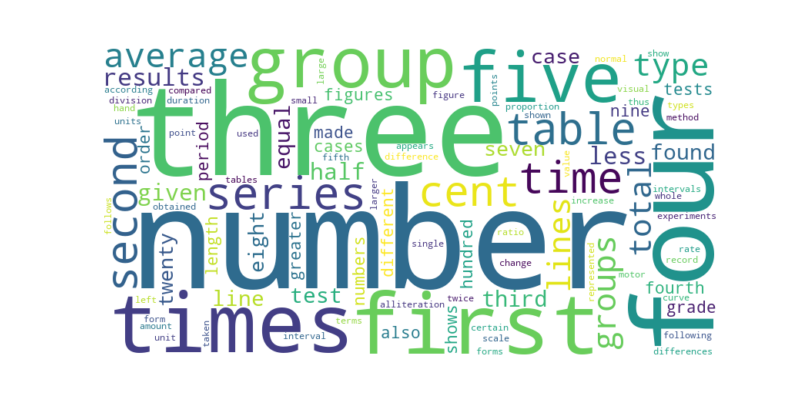 average
group
five
case
type
results
according
compared
large
normal
show
division
duration
figures
small
figure
points
visual
tests
hand
units
order
period
three
equal
made
used
cases
fifth
appears
difference
tables
table
seven
proportion
shown
nine
thus
types
method
less
value
found
four
second
point
given
series
half
cent
time
total
intervals
whole
follows
obtained
larger
different
increase
experiments
number
length
eight
greater
numbers
single
hundred
ratio
change
lines
represented
rate
record
motor
twenty
left
line
test
alliteration
twice
third
groups
fourth
curve
grade
form
amount
unit
times
taken
interval
terms
first
also
shows
certain
scale
forms
following
differences